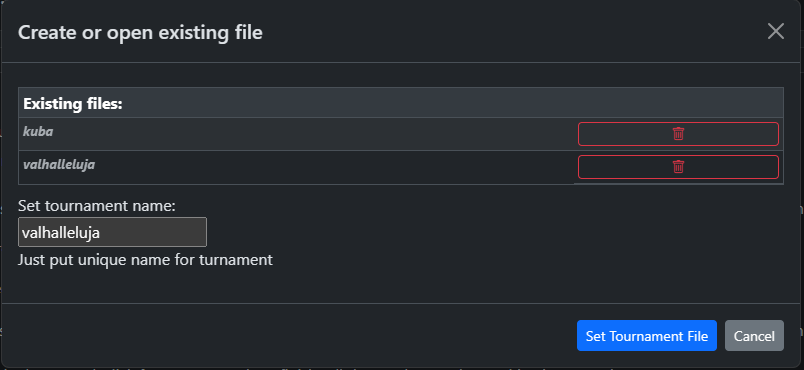 Create or open existing file
Existing files:
kuba
valhalleluja
Set tournament name:
valhalleluja
Just put unique name for turnament
Set Tournament File
Cancel